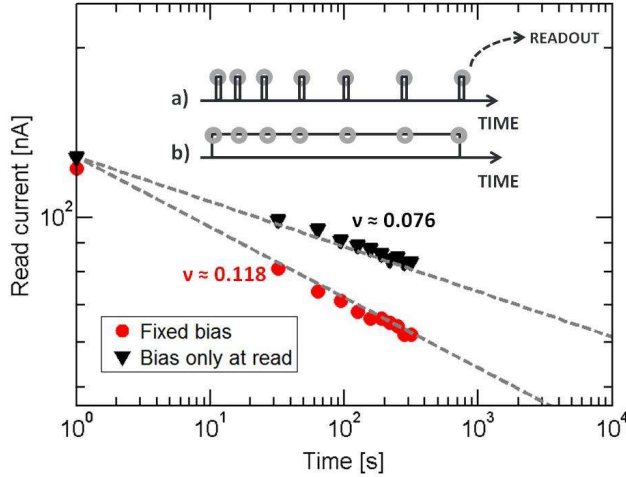 READOUT
a)
TIME
b)
TIME
Read current [nA]
10²
ν ≈ 0.076
ν ≈ 0.118
Fixed bias
Bias only at read
10⁰ 10¹ 10² 10³ 10⁴
Time [s]